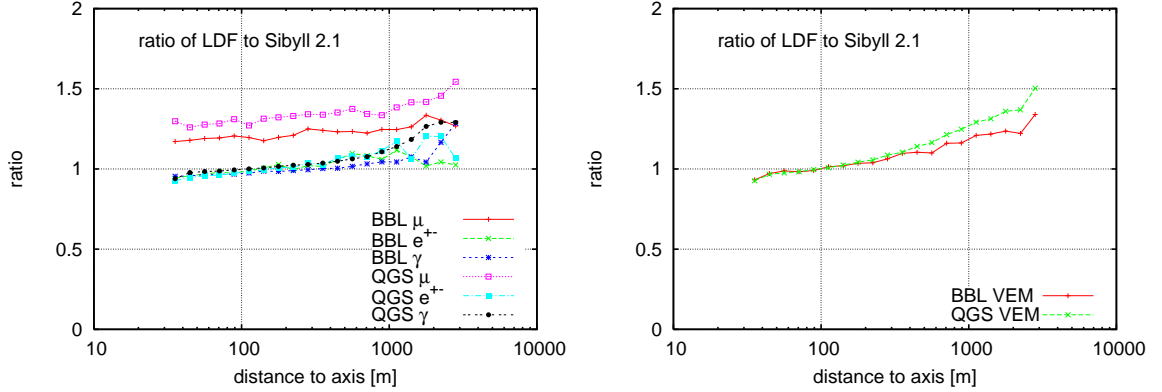 ratio of LDF to Sibyll 2.1
2
1.5
1
0.5
0
ratio
10
100
1000
10000
distance to axis [m]
BBL μ
BBL e+-
BBL γ
QGS μ
QGS e+-
QGS γ
ratio of LDF to Sibyll 2.1
2
1.5
1
0.5
0
ratio
10
100
1000
10000
distance to axis [m]
BBL VEM
QGS VEM